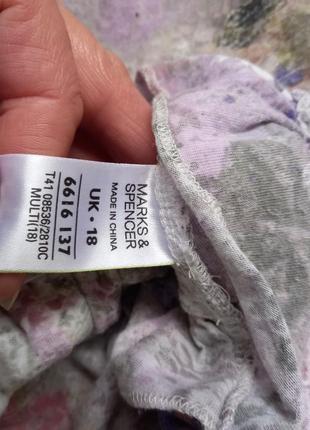 MARKS &
SPENCER
MADE IN CHINA
UK • 18
6616 137
T41 08536/2810C
MULTI(18)